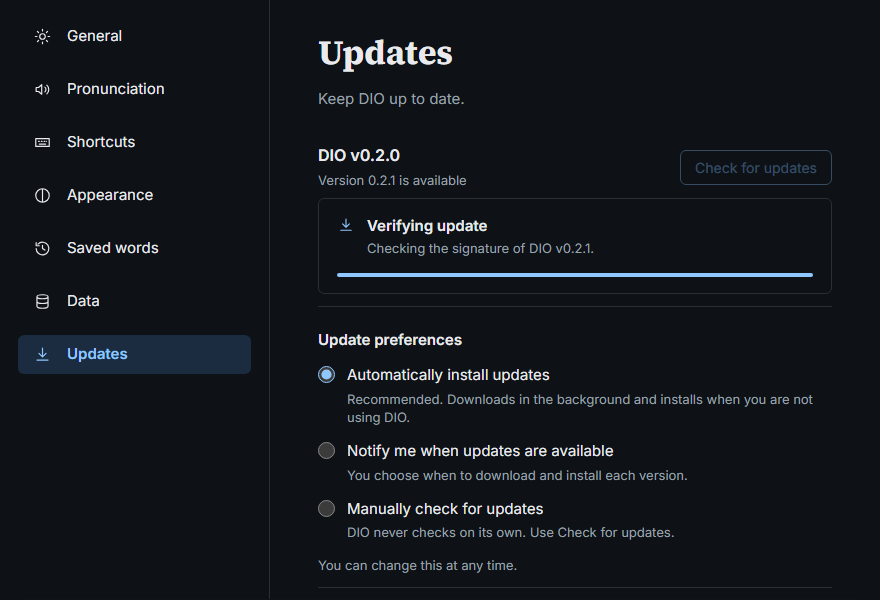 General
Pronunciation
Shortcuts
Appearance
Saved words
Data
Updates
Updates
Keep DIO up to date.
DIO v0.2.0
Version 0.2.1 is available
Check for updates
Verifying update
Checking the signature of DIO v0.2.1.
Update preferences
Automatically install updates
Recommended. Downloads in the background and installs when you are not
using DIO.
Notify me when updates are available
You choose when to download and install each version.
Manually check for updates
DIO never checks on its own. Use Check for updates.
You can change this at any time.